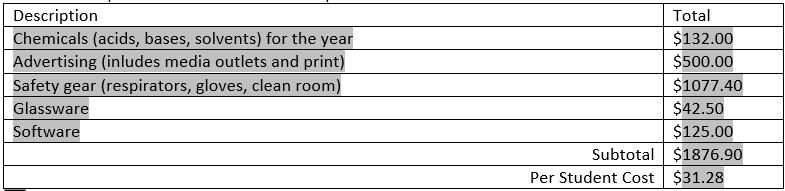 Description Total
Chemicals (acids, bases, solvents) for the year $132.00
Advertising (inludes media outlets and print) $500.00
Safety gear (respirators, gloves, clean room) $1077.40
Glassware $42.50
Software $125.00
Subtotal $1876.90
Per Student Cost $31.28